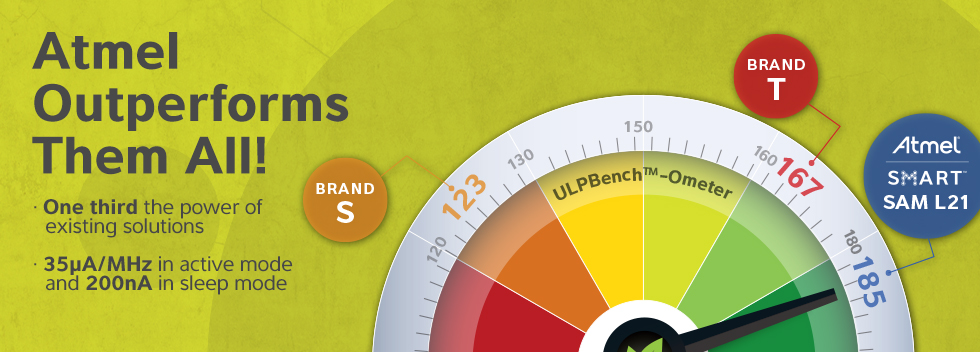 Atmel
Outperforms
Them All!
· One third the power of
existing solutions
· 35µA/MHz in active mode
and 200nA in sleep mode
BRAND
S
123
120
130
150
160
167
180
185
ULPBench™-Ometer
BRAND
T
Atmel
SMART™
SAM L21